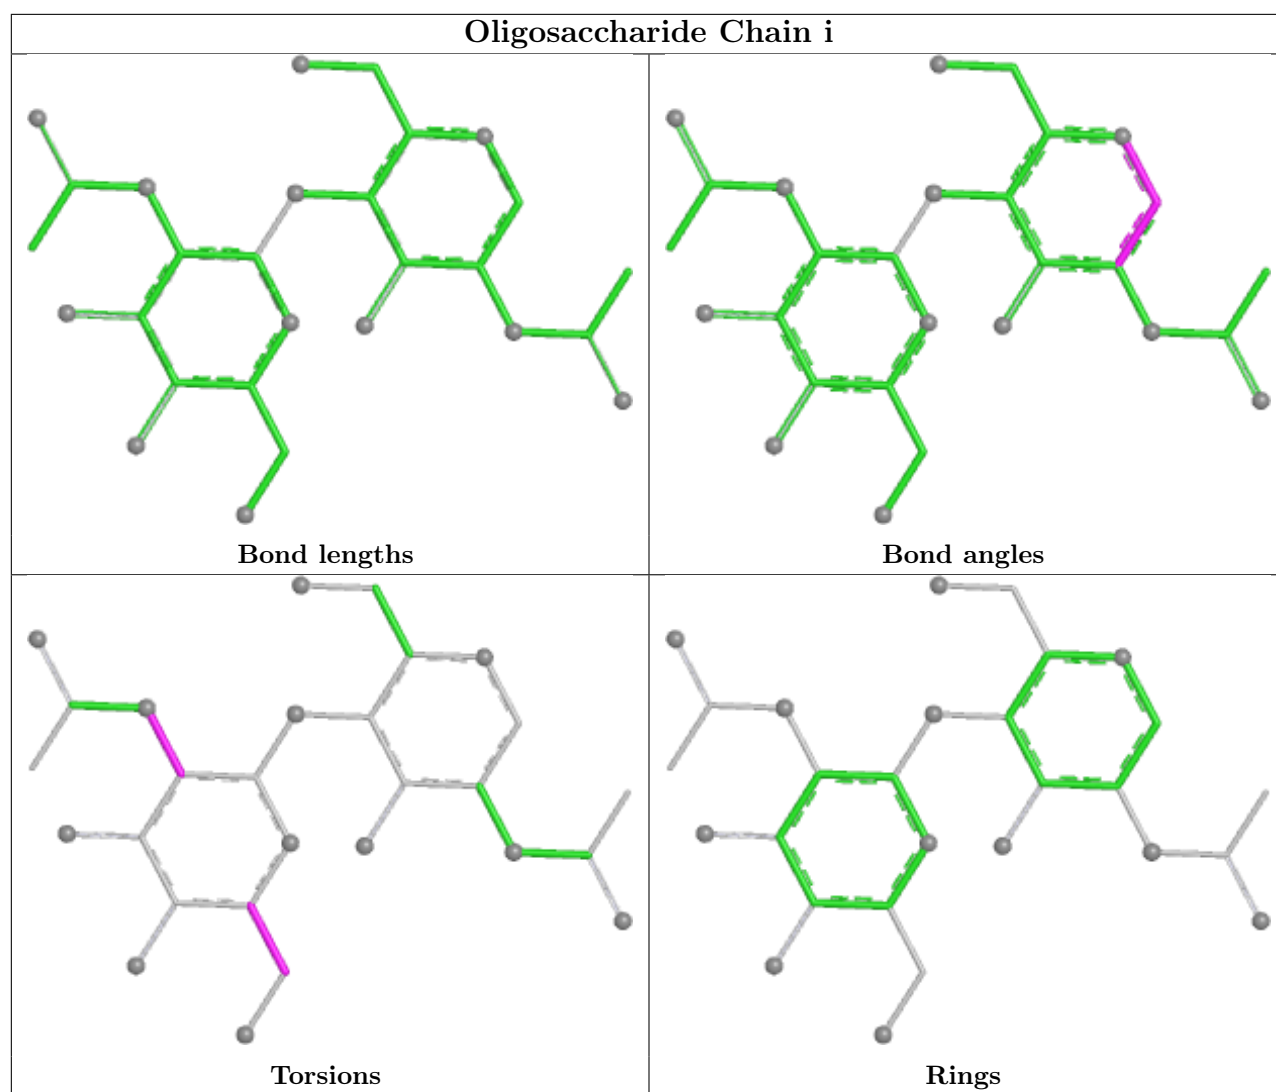 Oligosaccharide Chain i
Bond lengths
Bond angles
Torsions
Rings